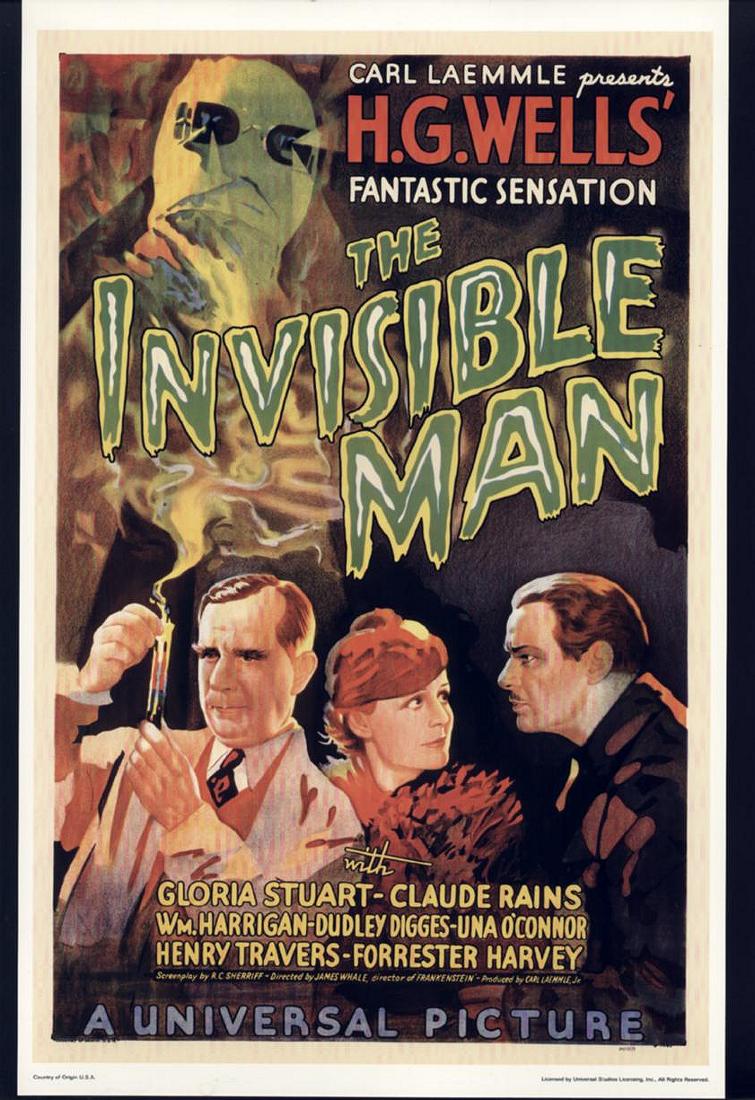 CARL LAEMMLE presents
H.G.WELLS'
FANTASTIC SENSATION
THE
INVISIBLE
MAN
with
GLORIA STUART-CLAUDE RAINS
WM. HARRIGAN-DUDLEY DIGGES-UNA O'CONNOR
HENRY TRAVERS-FORRESTER HARVEY
Screenplay by R.C. SHERRIFF - Directed by JAMES WHALE, director of FRANKENSTEIN - Produced by CARL LAEMMLE, Jr.
A UNIVERSAL PICTURE
Country of Origin U.S.A.
Licensed by Universal Studios Licensing, Inc., All Rights Reserved.